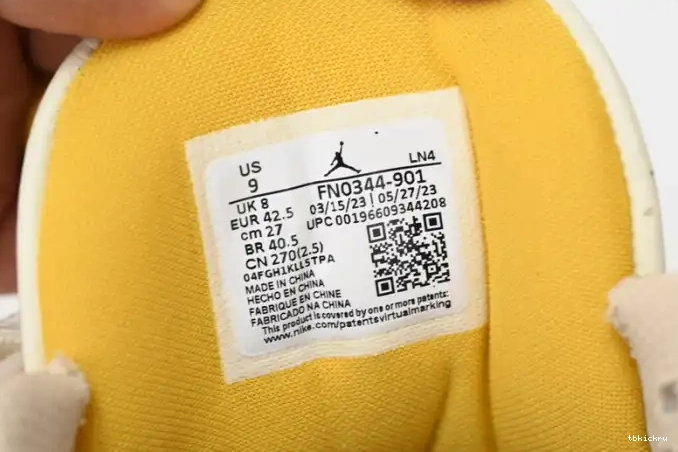 US
9
LN4
UK 8
FN0344-901
EUR 42.5
03/15/23 | 05/27/23
cm 27
UPC 00196609344208
BR 40.5
CN 270(2.5)
04FGH1KLL5TPA
MADE IN CHINA
HECHO EN CHINA
FABRIQUE EN CHINE
FABRICADO NA CHINA
This product is covered by one or more patents:
www.nike.com/patentsvirtualmarking
tbkickru